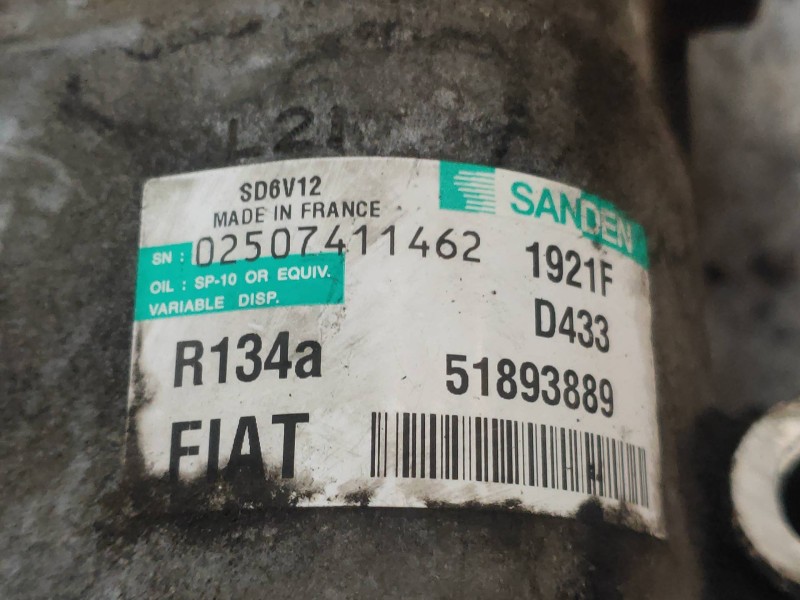 L21
SD6V12
MADE IN FRANCE
SANDEN
SN : 02507411462
1921F
OIL : SP-10 OR EQUIV.
VARIABLE DISP.
D433
R134a
51893889
FIAT